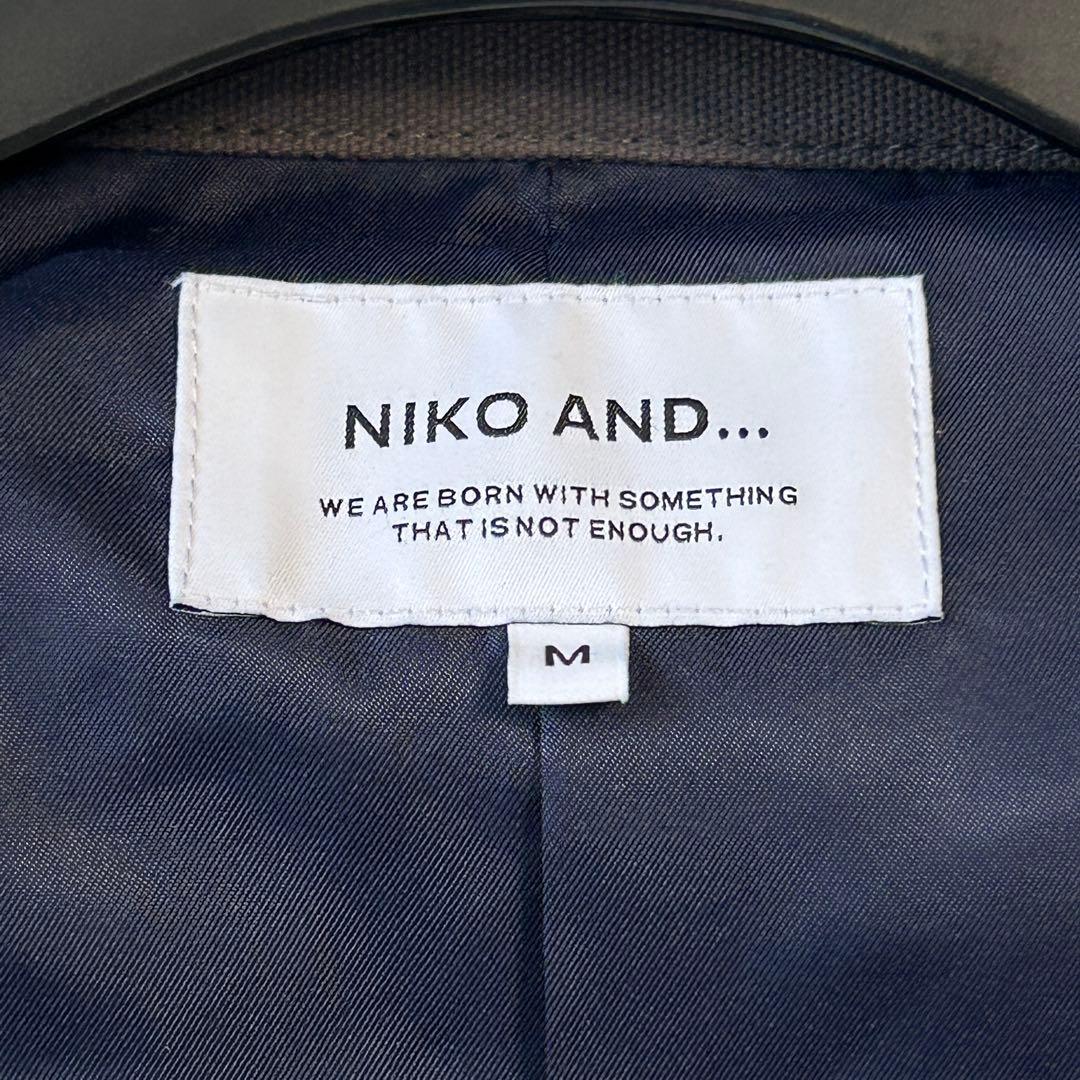 NIKO AND...
WE ARE BORN WITH SOMETHING
THAT IS NOT ENOUGH.
M